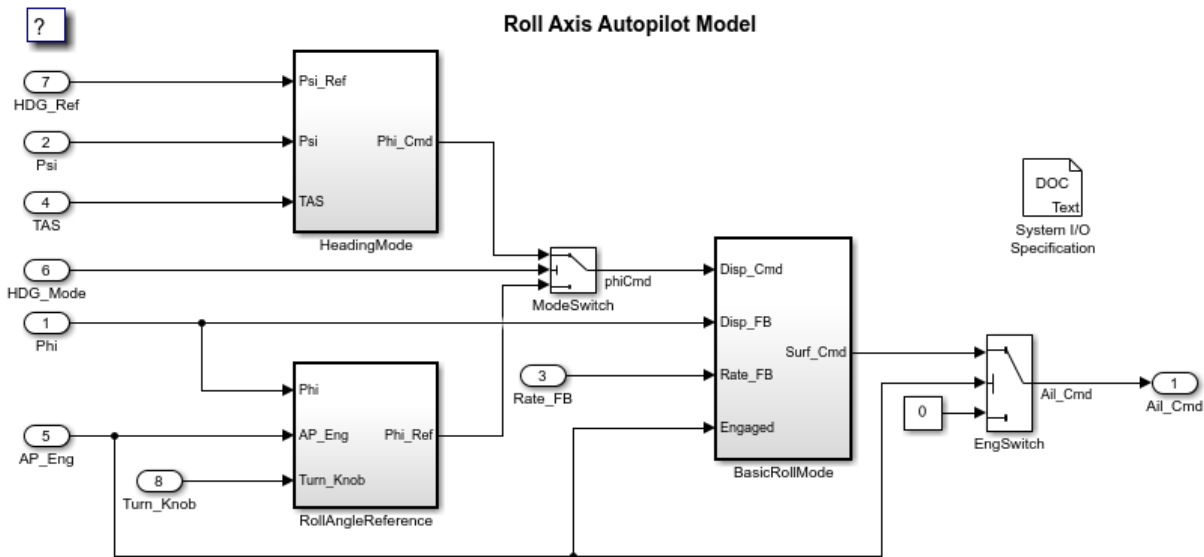 ?
Roll Axis Autopilot Model
7
HDG_Ref
2
Psi
4
TAS
Psi_Ref
Psi
TAS
Phi_Cmd
HeadingMode
6
HDG_Mode
1
Phi
ModeSwitch
phiCmd
DOC
Text
System I/O
Specification
Disp_Cmd
Disp_FB
Rate_FB
Engaged
Surf_Cmd
BasicRollMode
3
Rate_FB
5
AP_Eng
8
Turn_Knob
Phi
AP_Eng
Turn_Knob
Phi_Ref
RollAngleReference
0
EngSwitch
Ail_Cmd
1
Ail_Cmd